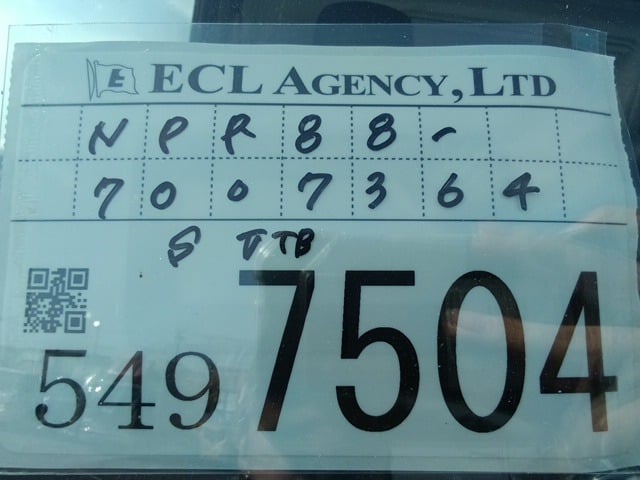 E ECL AGENCY, LTD
NPR88-
7007364
S TTB
549 7504